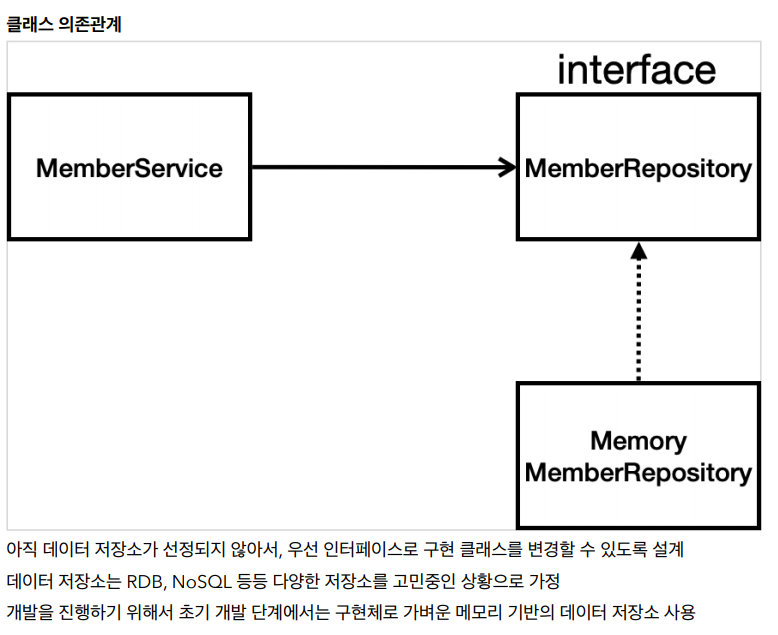 클래스 의존관계
interface
MemberService
MemberRepository
Memory
MemberRepository
아직 데이터 저장소가 선정되지 않아서, 우선 인터페이스로 구현 클래스를 변경할 수 있도록 설계
데이터 저장소는 RDB, NoSQL 등등 다양한 저장소를 고민중인 상황으로 가정
개발을 진행하기 위해서 초기 개발 단계에서는 구현체로 가벼운 메모리 기반의 데이터 저장소 사용